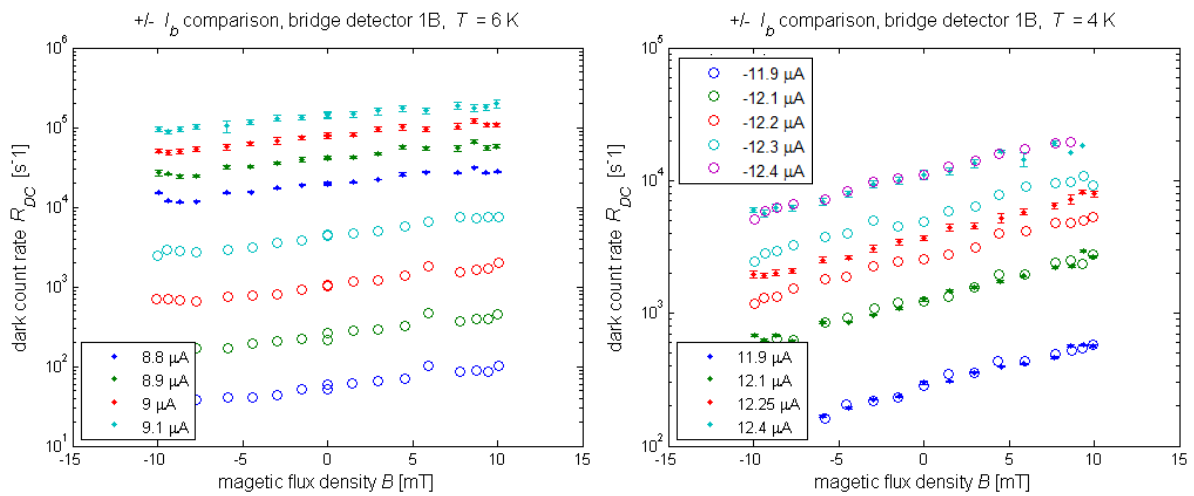 +/- I_b comparison, bridge detector 1B, T = 6 K
dark count rate R_DC [s^-1]
10^6
10^5
10^4
10^3
10^2
10^1
8.8 μA
8.9 μA
9 μA
9.1 μA
-15
-10
-5
0
5
10
15
magetic flux density B [mT]
+/- I_b comparison, bridge detector 1B, T = 4 K
dark count rate R_DC [s^-1]
10^5
10^4
10^3
10^2
-11.9 μA
-12.1 μA
-12.2 μA
-12.3 μA
-12.4 μA
11.9 μA
12.1 μA
12.25 μA
12.4 μA
-15
-10
-5
0
5
10
15
magetic flux density B [mT]